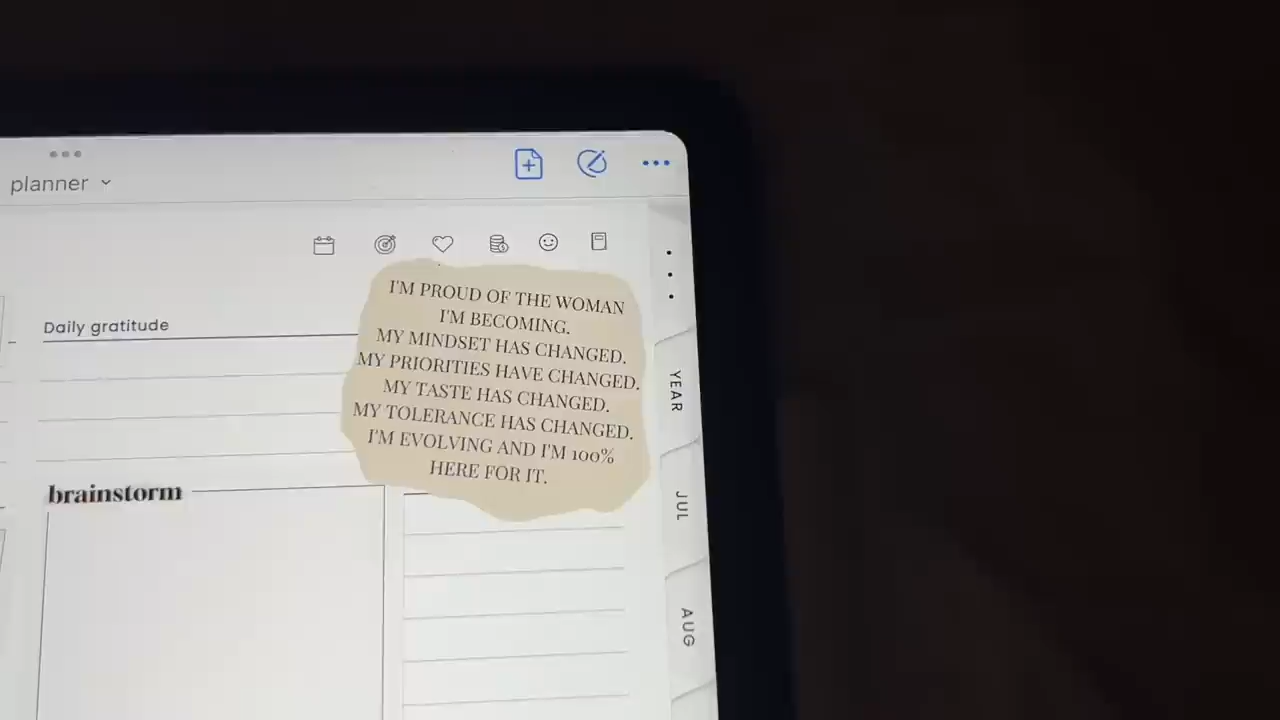 planner
Daily gratitude
I'M PROUD OF THE WOMAN
I'M BECOMING.
MY MINDSET HAS CHANGED.
MY PRIORITIES HAVE CHANGED.
MY TASTE HAS CHANGED.
MY TOLERANCE HAS CHANGED.
I'M EVOLVING AND I'M 100%
HERE FOR IT.
brainstorm
YEAR
JUL
AUG